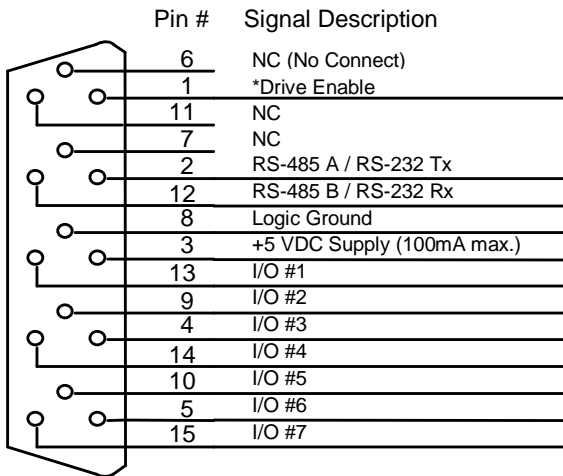 Pin # Signal Description
6 NC (No Connect)
1 *Drive Enable
11 NC
7 NC
2 RS-485 A / RS-232 Tx
12 RS-485 B / RS-232 Rx
8 Logic Ground
3 +5 VDC Supply (100mA max.)
13 I/O #1
9 I/O #2
4 I/O #3
14 I/O #4
10 I/O #5
5 I/O #6
15 I/O #7